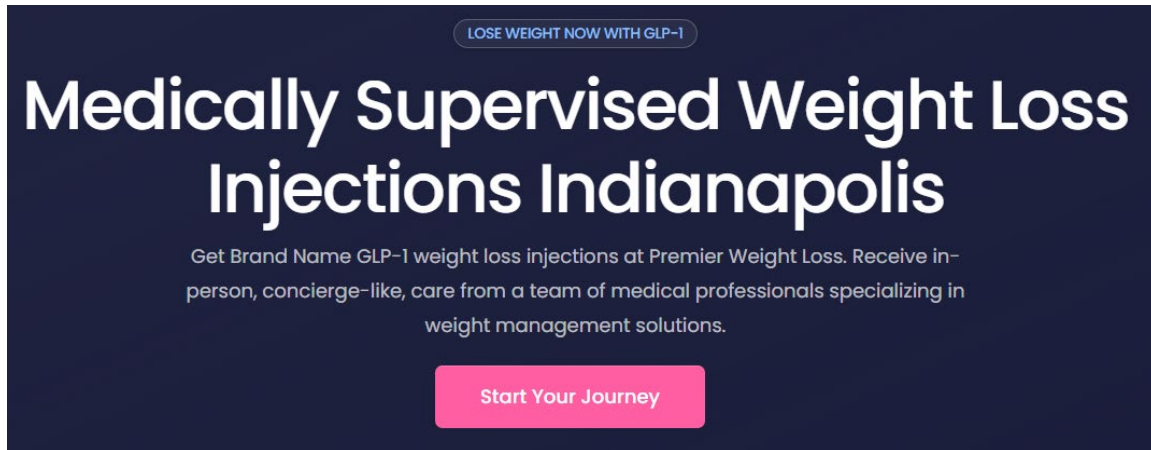 LOSE WEIGHT NOW WITH GLP-1
Medically Supervised Weight Loss
Injections Indianapolis
Get Brand Name GLP-1 weight loss injections at Premier Weight Loss. Receive in-
person, concierge-like, care from a team of medical professionals specializing in
weight management solutions.
Start Your Journey